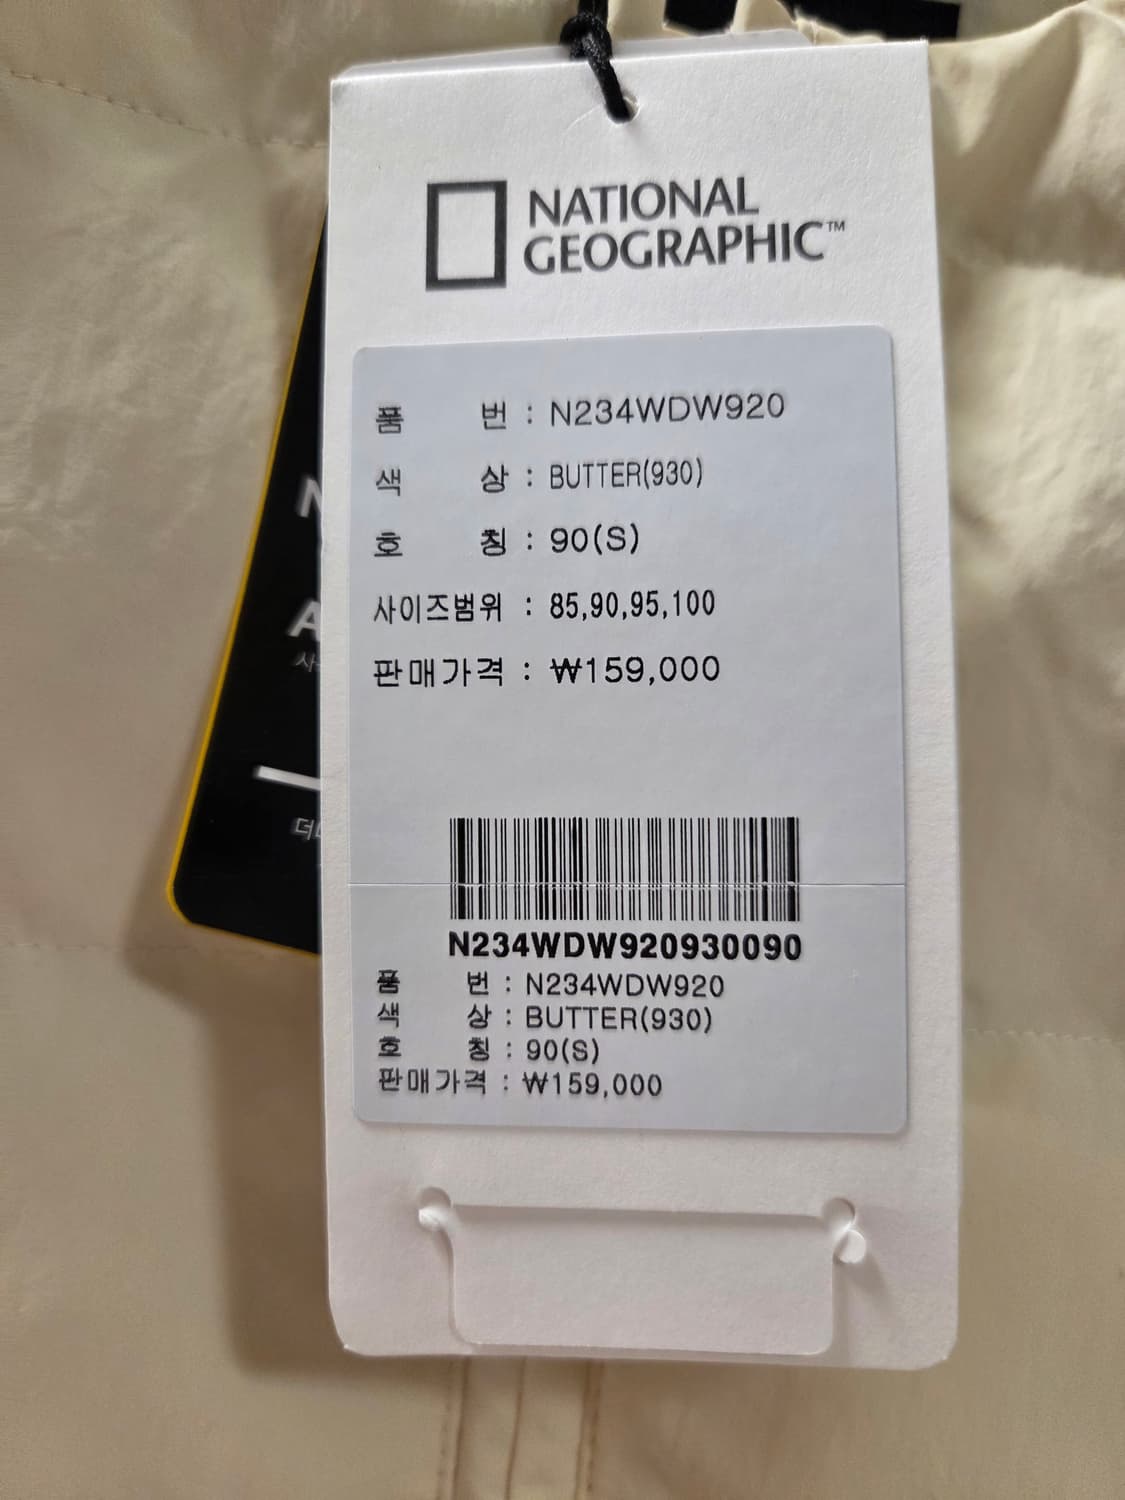 NATIONAL
GEOGRAPHIC™
품 번 : N234WDW920
색 상 : BUTTER(930)
호 칭 : 90(S)
사이즈범위 : 85,90,95,100
판매가격 : ₩159,000
N234WDW920930090
품 번 : N234WDW920
색 상 : BUTTER(930)
호 칭 : 90(S)
판매가격 : ₩159,000
N
A